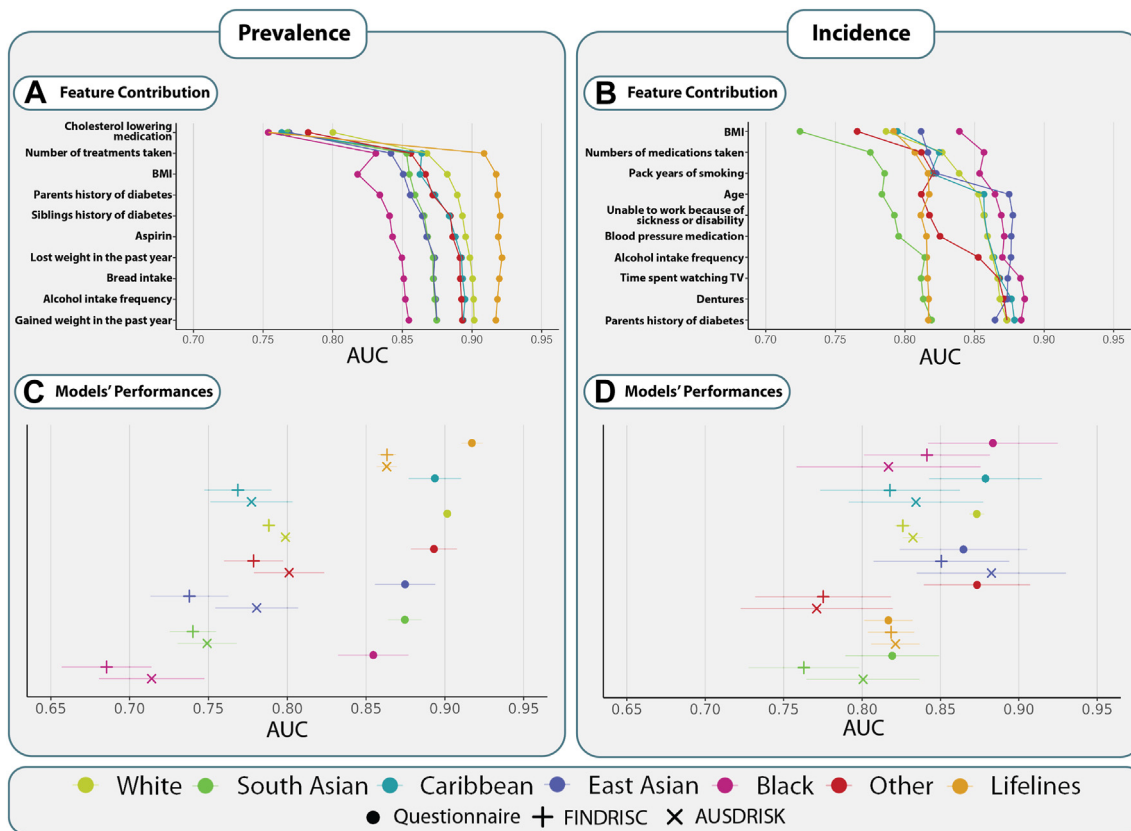 Prevalence
Incidence
A Feature Contribution
Cholesterol lowering
medication
Number of treatments taken
BMI
Parents history of diabetes
Siblings history of diabetes
Aspirin
Lost weight in the past year
Bread intake
Alcohol intake frequency
Gained weight in the past year
0.70 0.75 0.80 0.85 0.90 0.95
AUC
B Feature Contribution
BMI
Numbers of medications taken
Pack years of smoking
Age
Unable to work because of
sickness or disability
Blood pressure medication
Alcohol intake frequency
Time spent watching TV
Dentures
Parents history of diabetes
0.70 0.75 0.80 0.85 0.90 0.95
AUC
C Models' Performances
0.65 0.70 0.75 0.80 0.85 0.90 0.95
AUC
D Models' Performances
0.65 0.70 0.75 0.80 0.85 0.90 0.95
AUC
White South Asian Caribbean East Asian Black Other Lifelines
Questionnaire FINDRISC AUSDRISK